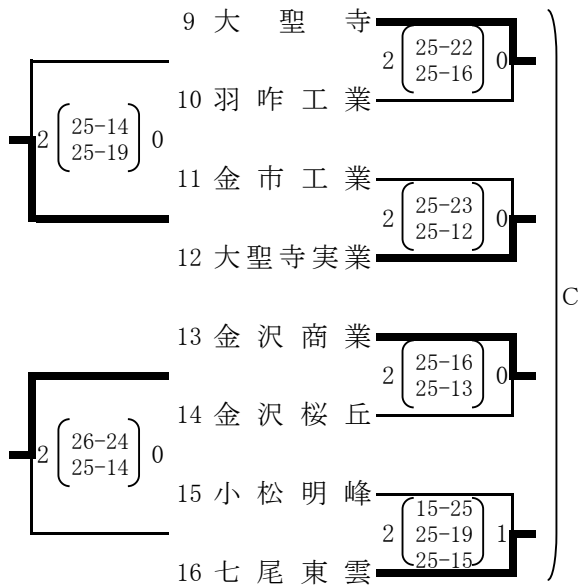 9 大聖寺
2 25-22 0
25-16
10 羽咋工業
2 25-14 0
25-19
11 金市工業
2 25-23 0
25-12
12 大聖寺実業
C
13 金沢商業
2 25-16 0
25-13
14 金沢桜丘
2 26-24 0
25-14
15 小松明峰
15-25
2 25-19 1
25-15
16 七尾東雲